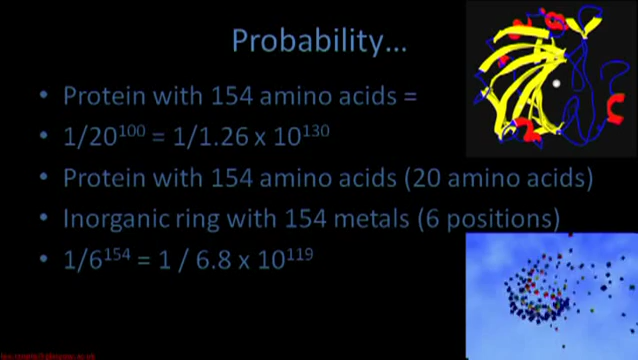 Probability...
• Protein with 154 amino acids =
• 1/20¹⁰⁰ = 1/1.26 x 10¹³⁰
• Protein with 154 amino acids (20 amino acids)
• Inorganic ring with 154 metals (6 positions)
• 1/6¹⁵⁴ = 1 / 6.8 x 10¹¹⁹